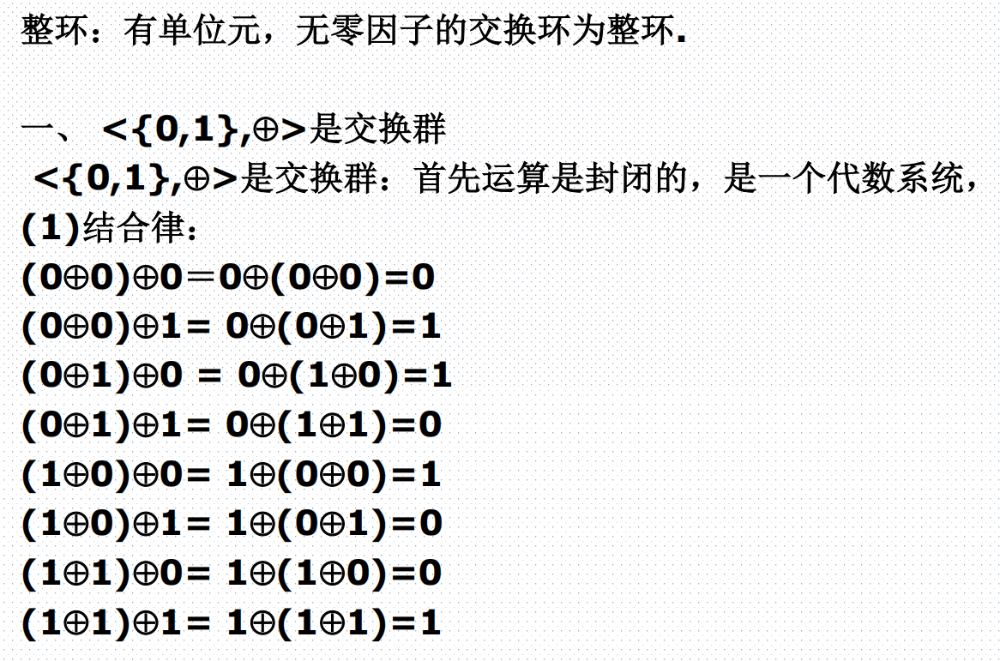 整环：有单位元，无零因子的交换环为整环.
一、 <{0,1},⊕>是交换群
<{0,1},⊕>是交换群：首先运算是封闭的，是一个代数系统，
(1)结合律：
(0⊕0)⊕0＝0⊕(0⊕0)=0
(0⊕0)⊕1= 0⊕(0⊕1)=1
(0⊕1)⊕0 = 0⊕(1⊕0)=1
(0⊕1)⊕1= 0⊕(1⊕1)=0
(1⊕0)⊕0= 1⊕(0⊕0)=1
(1⊕0)⊕1= 1⊕(0⊕1)=0
(1⊕1)⊕0= 1⊕(1⊕0)=0
(1⊕1)⊕1= 1⊕(1⊕1)=1